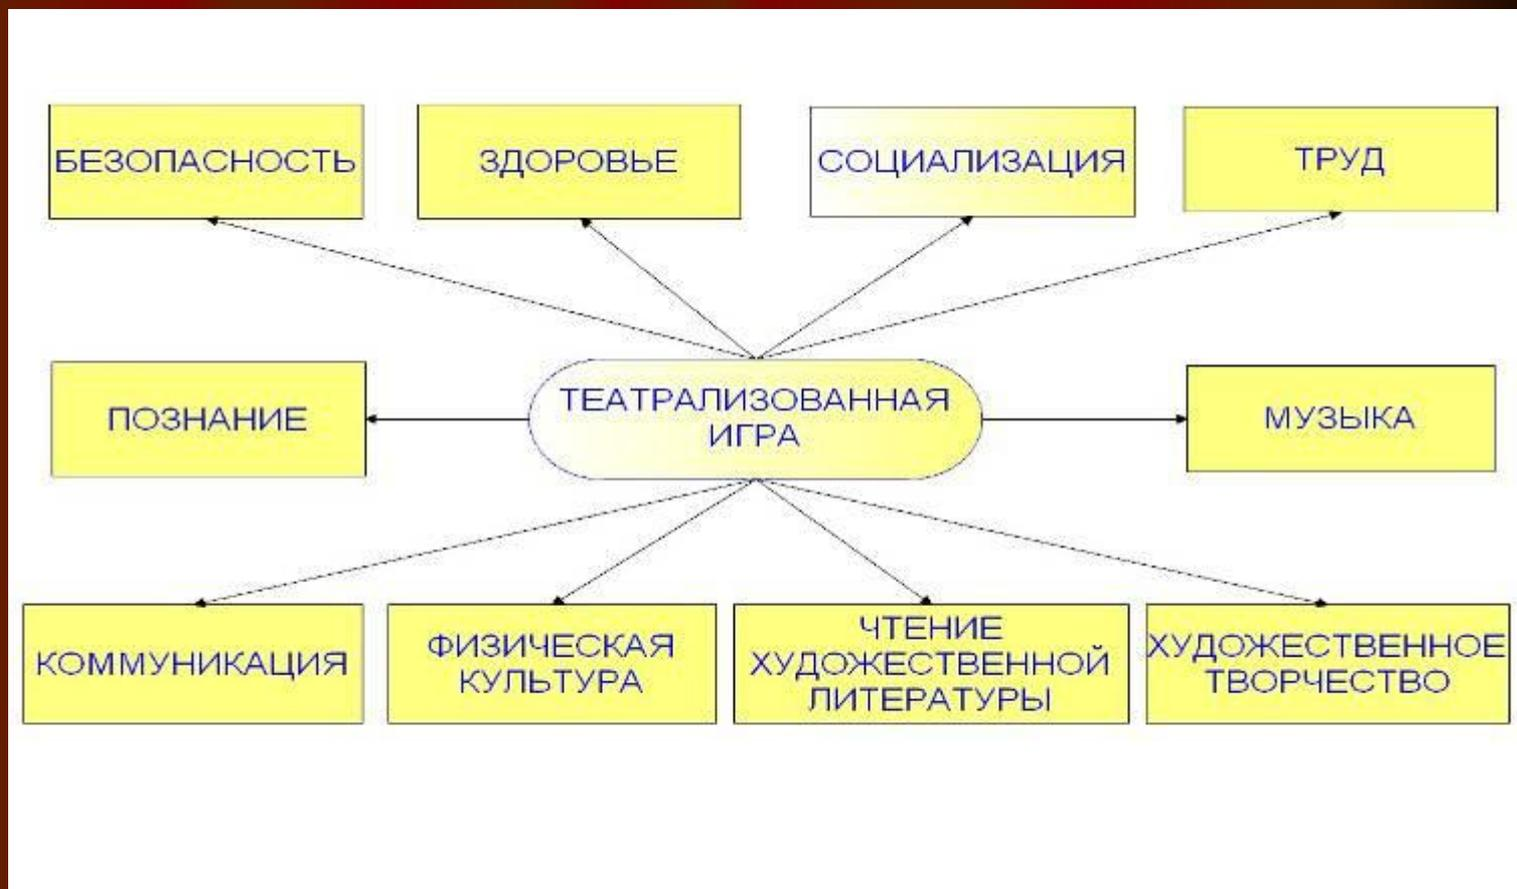 БЕЗОПАСНОСТЬ
ЗДОРОВЬЕ
СОЦИАЛИЗАЦИЯ
ТРУД
ПОЗНАНИЕ
ТЕАТРАЛИЗОВАННАЯ
ИГРА
МУЗЫКА
КОММУНИКАЦИЯ
ФИЗИЧЕСКАЯ
КУЛЬТУРА
ЧТЕНИЕ
ХУДОЖЕСТВЕННОЙ
ЛИТЕРАТУРЫ
ХУДОЖЕСТВЕННОЕ
ТВОРЧЕСТВО